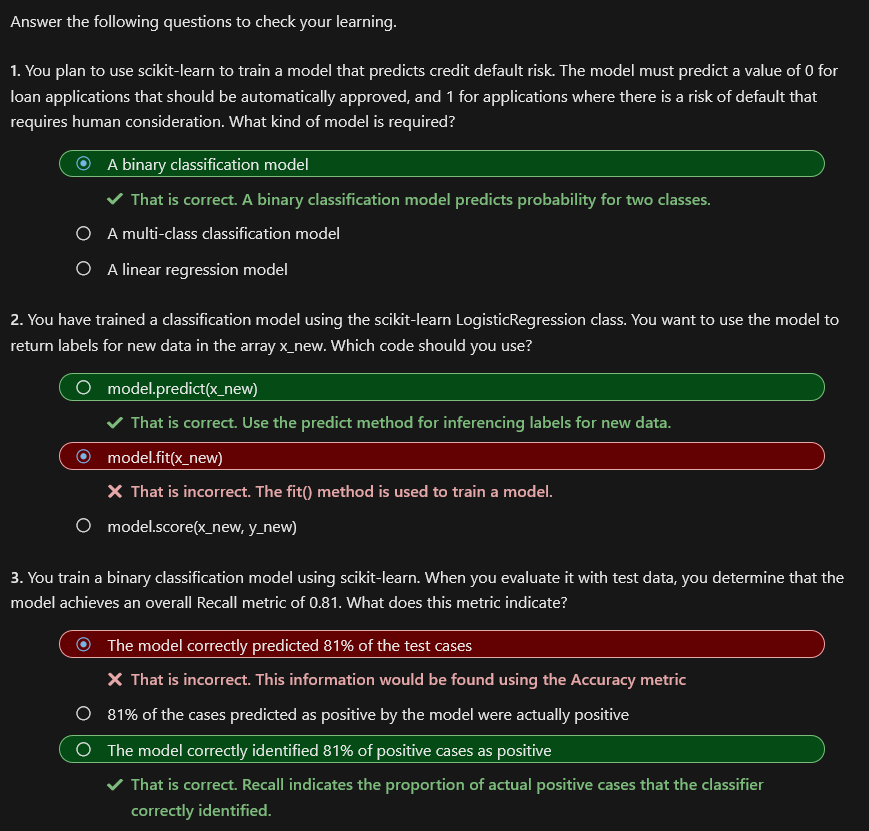 Answer the following questions to check your learning.
1. You plan to use scikit-learn to train a model that predicts credit default risk. The model must predict a value of 0 for
loan applications that should be automatically approved, and 1 for applications where there is a risk of default that
requires human consideration. What kind of model is required?
A binary classification model
That is correct. A binary classification model predicts probability for two classes.
A multi-class classification model
A linear regression model
2. You have trained a classification model using the scikit-learn LogisticRegression class. You want to use the model to
return labels for new data in the array x_new. Which code should you use?
model.predict(x_new)
That is correct. Use the predict method for inferencing labels for new data.
model.fit(x_new)
That is incorrect. The fit() method is used to train a model.
model.score(x_new, y_new)
3. You train a binary classification model using scikit-learn. When you evaluate it with test data, you determine that the
model achieves an overall Recall metric of 0.81. What does this metric indicate?
The model correctly predicted 81% of the test cases
That is incorrect. This information would be found using the Accuracy metric
81% of the cases predicted as positive by the model were actually positive
The model correctly identified 81% of positive cases as positive
That is correct. Recall indicates the proportion of actual positive cases that the classifier
correctly identified.